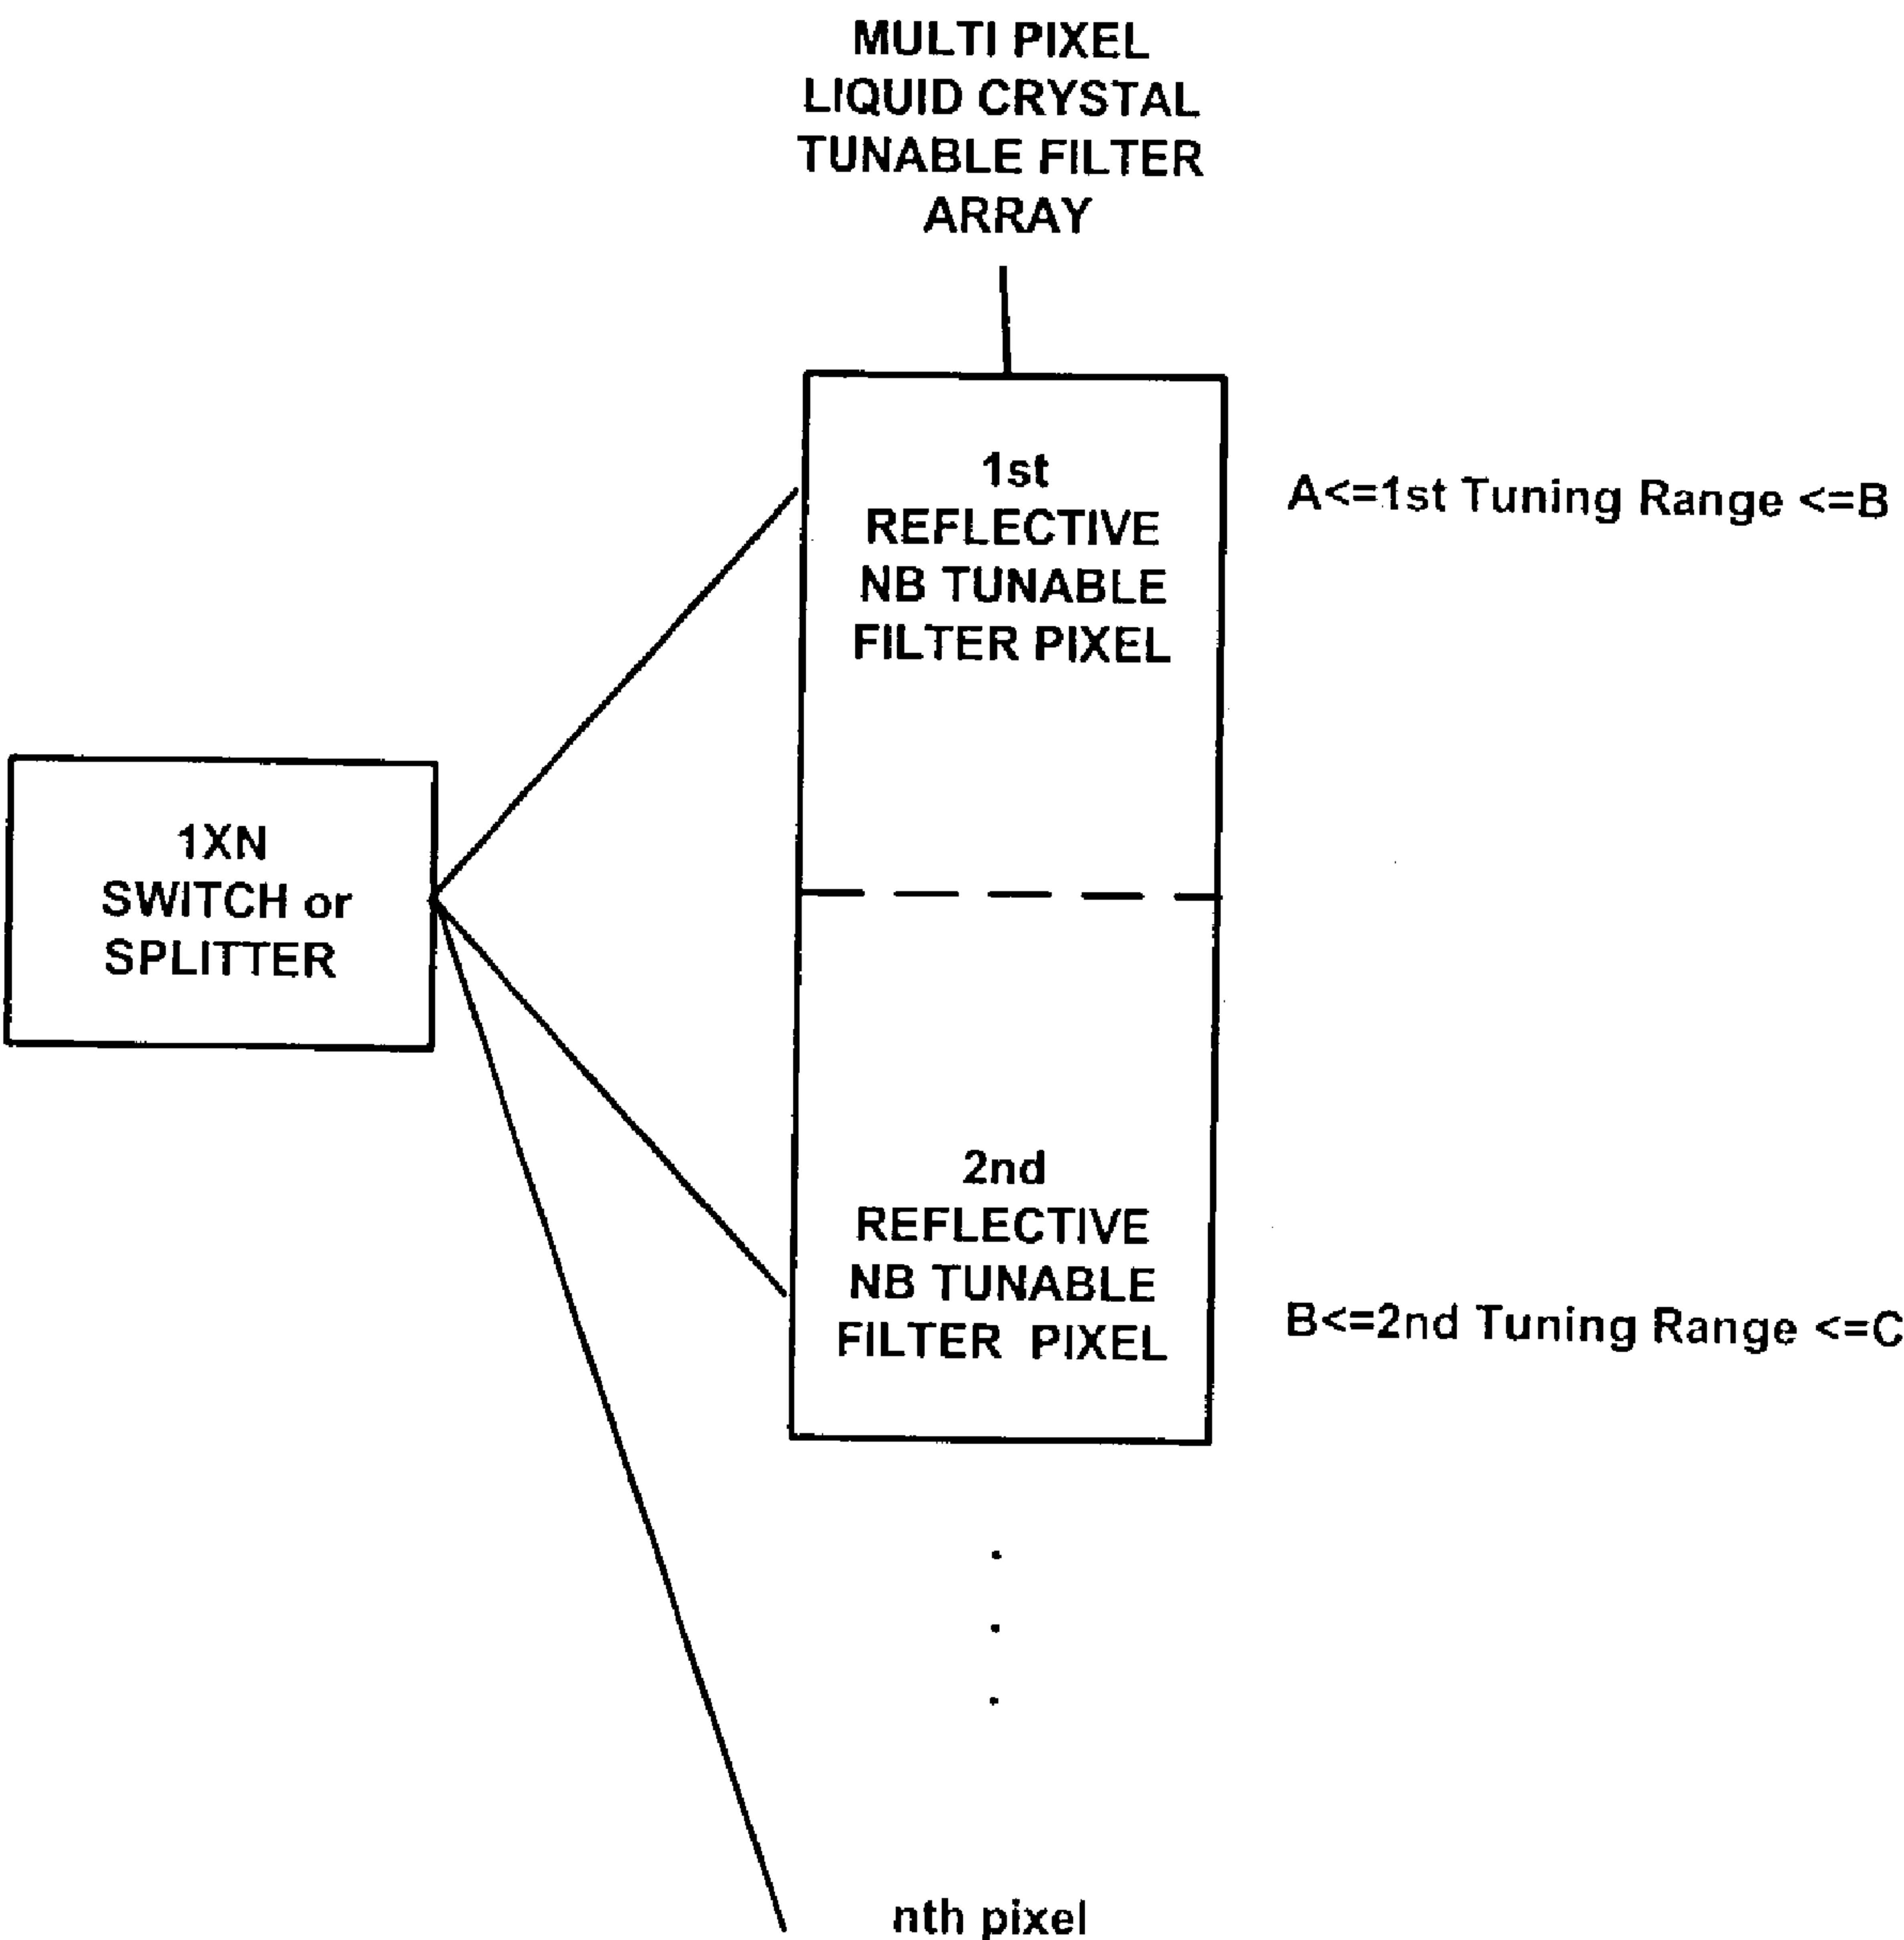 MULTI PIXEL
LIQUID CRYSTAL
TUNABLE FILTER
ARRAY
1st
REFLECTIVE
NB TUNABLE
FILTER PIXEL
A<=1st Tuning Range <=B
1XN
SWITCH or
SPLITTER
2nd
REFLECTIVE
NB TUNABLE
FILTER PIXEL
B<=2nd Tuning Range <=C
nth pixel